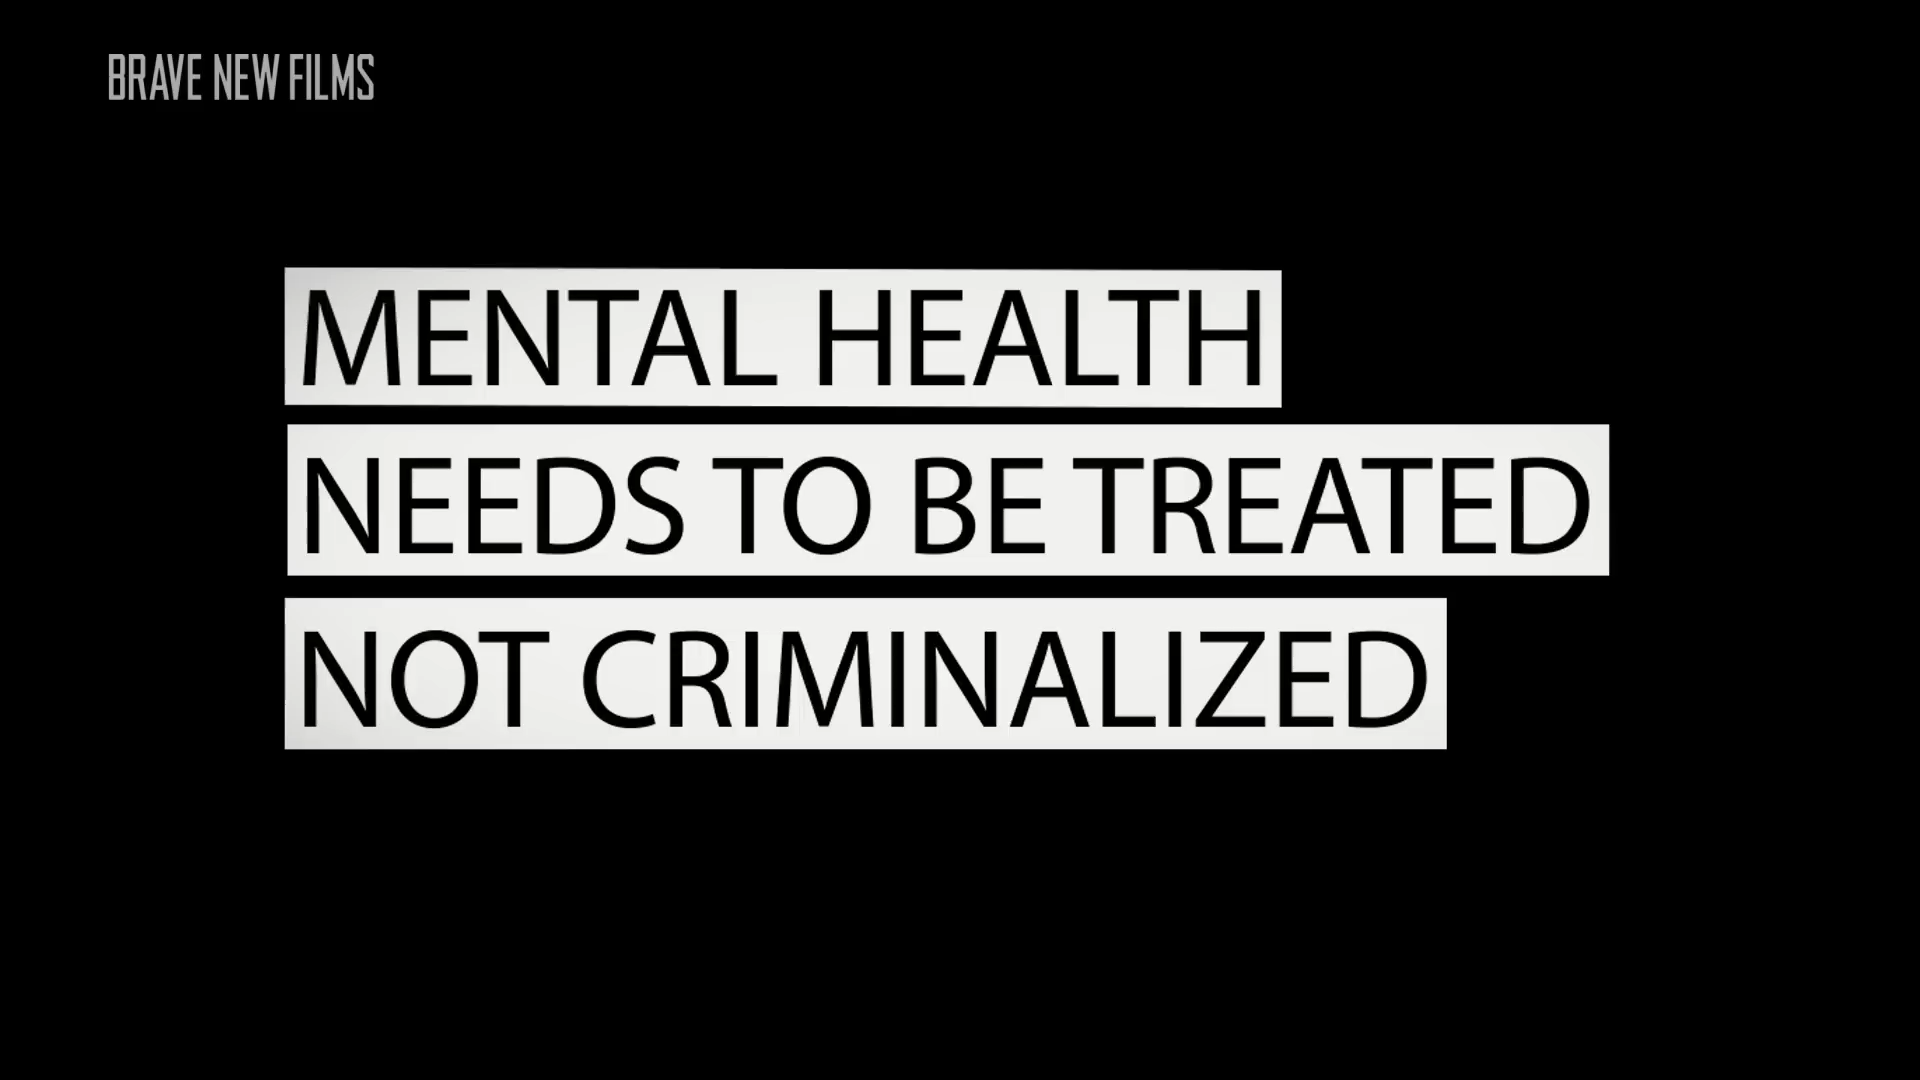 BRAVE NEW FILMS
MENTAL HEALTH
NEEDS TO BE TREATED
NOT CRIMINALIZED